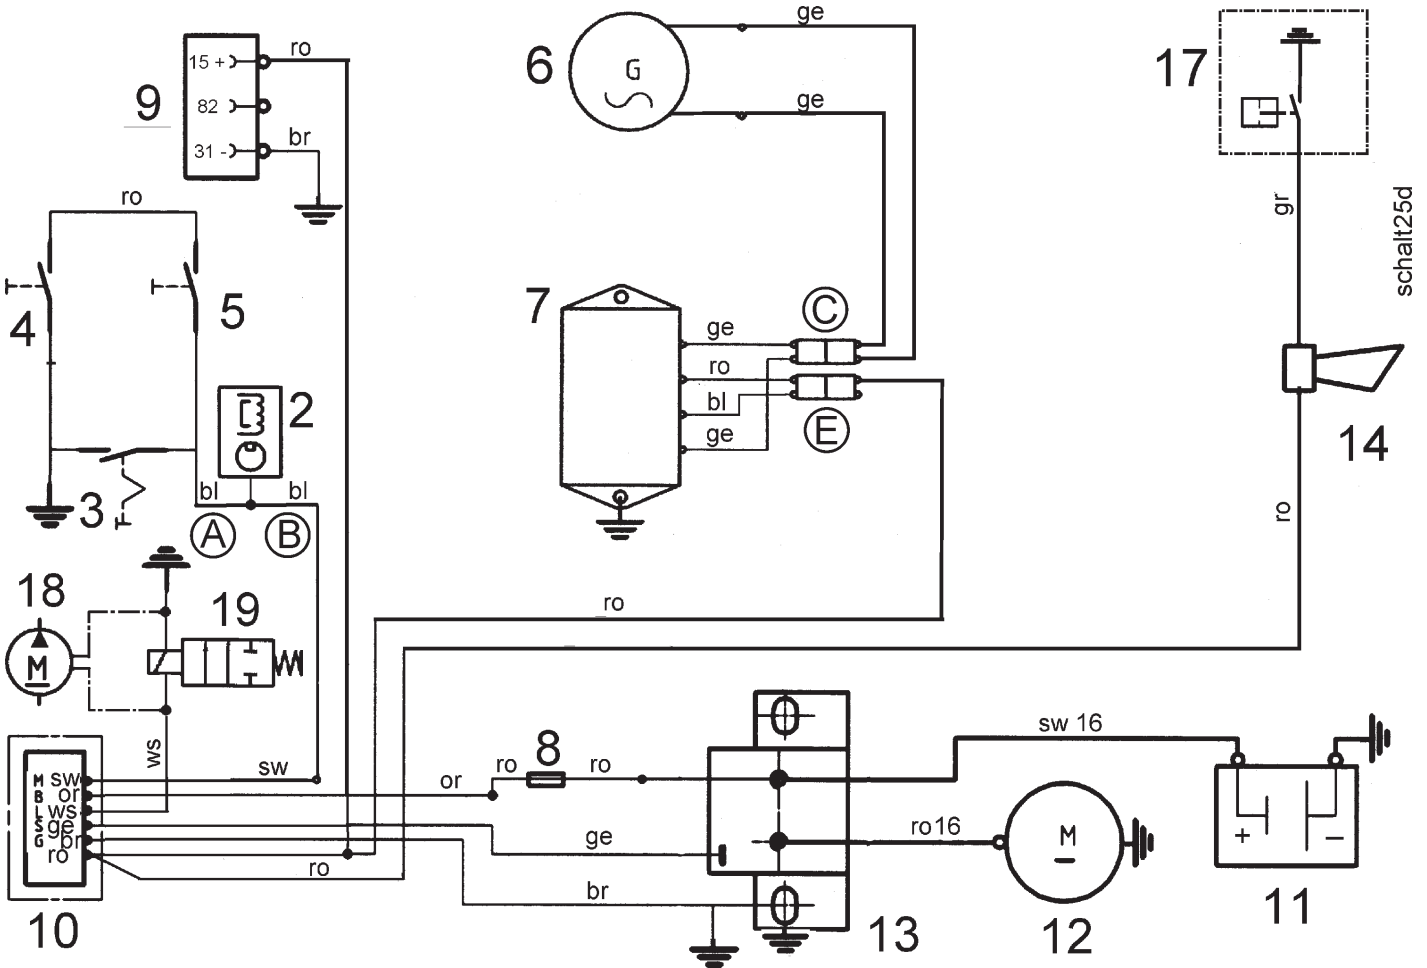 ge
15 +
ro
6
G
17
9
82
ge
31 -
br
ro
gr
schalt25d
4
5
7
C
ge
ro
2
bl
E
14
ge
3
bl
bl
A
B
ro
18
19
ro
M
ws
sw 16
8
ro
ro
sw
or
M sw
B or
L ws
S ge
G br
ro
ge
ro16
M
+
–
ro
br
10
13
12
11